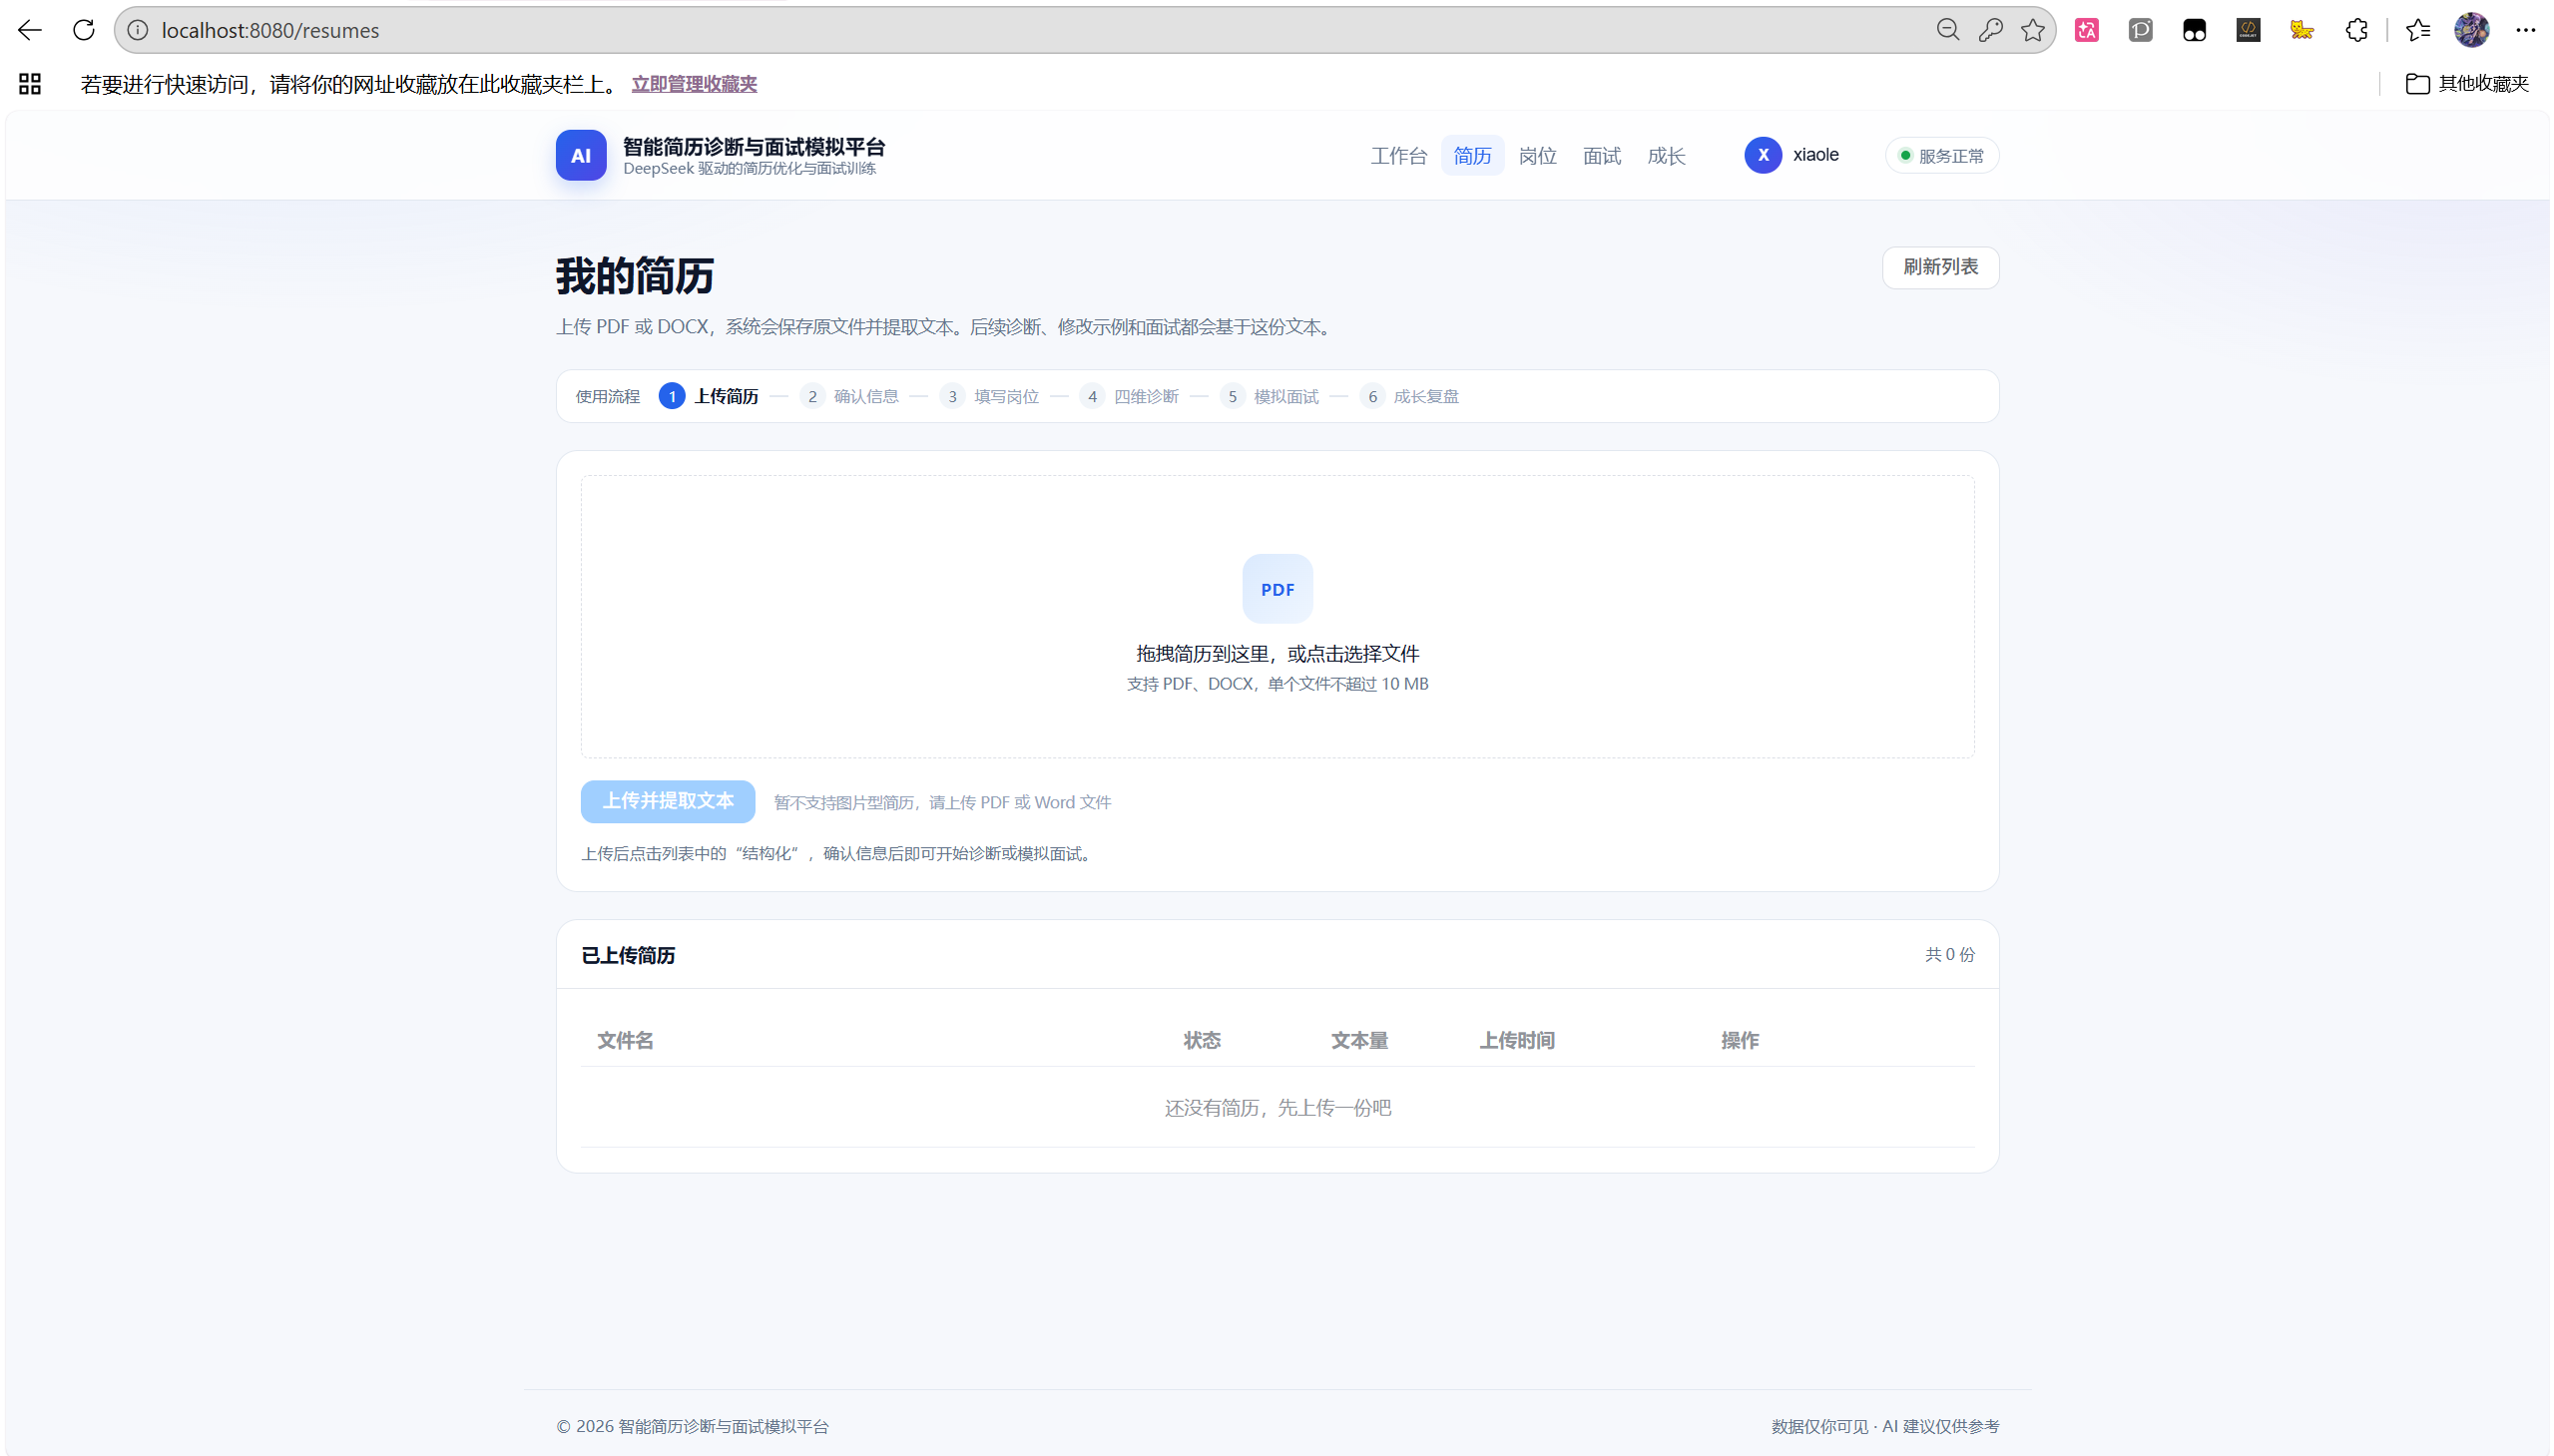 localhost:8080/resumes
若要进行快速访问，请将你的网址收藏放在此收藏夹栏上。 立即管理收藏夹
其他收藏夹
AI
智能简历诊断与面试模拟平台
DeepSeek 驱动的简历优化与面试训练
工作台 简历 岗位 面试 成长
X xiaole
服务正常
我的简历
刷新列表
上传 PDF 或 DOCX，系统会保存原文件并提取文本。后续诊断、修改示例和面试都会基于这份文本。
使用流程 1 上传简历 2 确认信息 3 填写岗位 4 四维诊断 5 模拟面试 6 成长复盘
PDF
拖拽简历到这里，或点击选择文件
支持 PDF、DOCX，单个文件不超过 10 MB
上传并提取文本 暂不支持图片型简历，请上传 PDF 或 Word 文件
上传后点击列表中的“结构化”，确认信息后即可开始诊断或模拟面试。
已上传简历 共 0 份
文件名 状态 文本量 上传时间 操作
还没有简历，先上传一份吧
© 2026 智能简历诊断与面试模拟平台 数据仅你可见 · AI 建议仅供参考